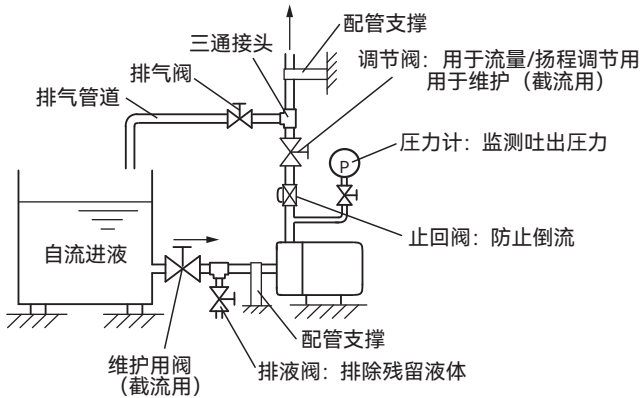 配管支撑
三通接头
调节阀：用于流量/扬程调节用
用于维护（截流用）
排气阀
排气管道
压力计：监测吐出压力
P
止回阀：防止倒流
自流进液
配管支撑
维护用阀
（截流用）
排液阀：排除残留液体